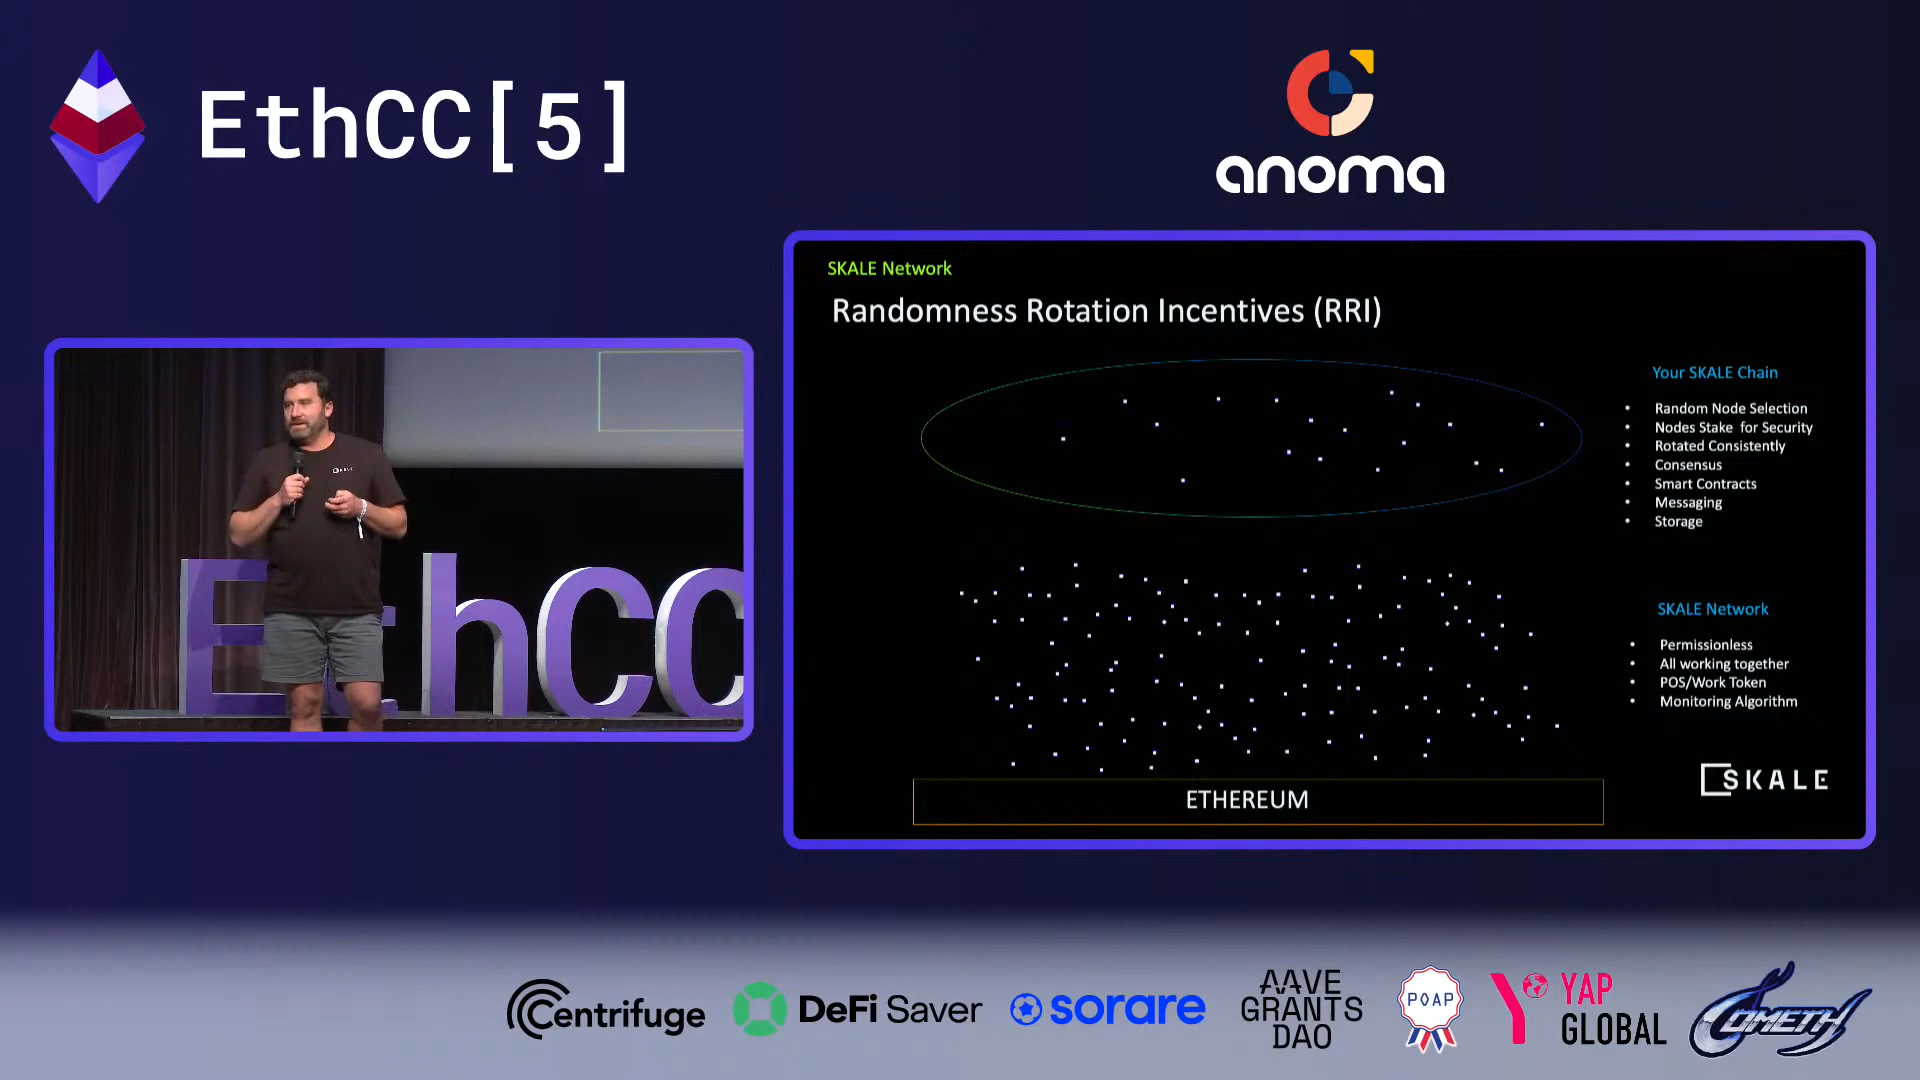 EthCC[5]
anoma
SKALE Network
Randomness Rotation Incentives (RRI)
Your SKALE Chain
• Random Node Selection
• Nodes Stake for Security
• Rotated Consistently
• Consensus
• Smart Contracts
• Messaging
• Storage
SKALE Network
• Permissionless
• All working together
• POS/Work Token
• Monitoring Algorithm
SKALE
ETHEREUM
SKALE
EthCC
Centrifuge
DeFi Saver
sorare
AAVE
GRANTS
DAO
POAP
YAP
GLOBAL
COMETH